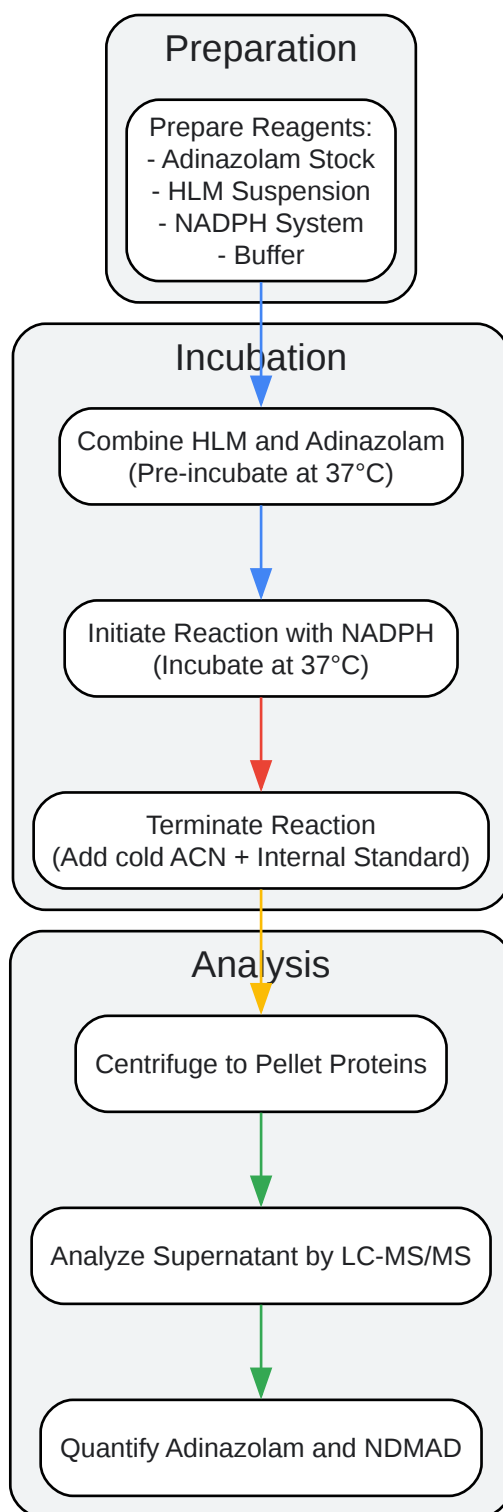 Preparation
Prepare Reagents:
- Adinazolam Stock
- HLM Suspension
- NADPH System
- Buffer
Incubation
Combine HLM and Adinazolam
(Pre-incubate at 37°C)
Initiate Reaction with NADPH
(Incubate at 37°C)
Terminate Reaction
(Add cold ACN + Internal Standard)
Analysis
Centrifuge to Pellet Proteins
Analyze Supernatant by LC-MS/MS
Quantify Adinazolam and NDMAD